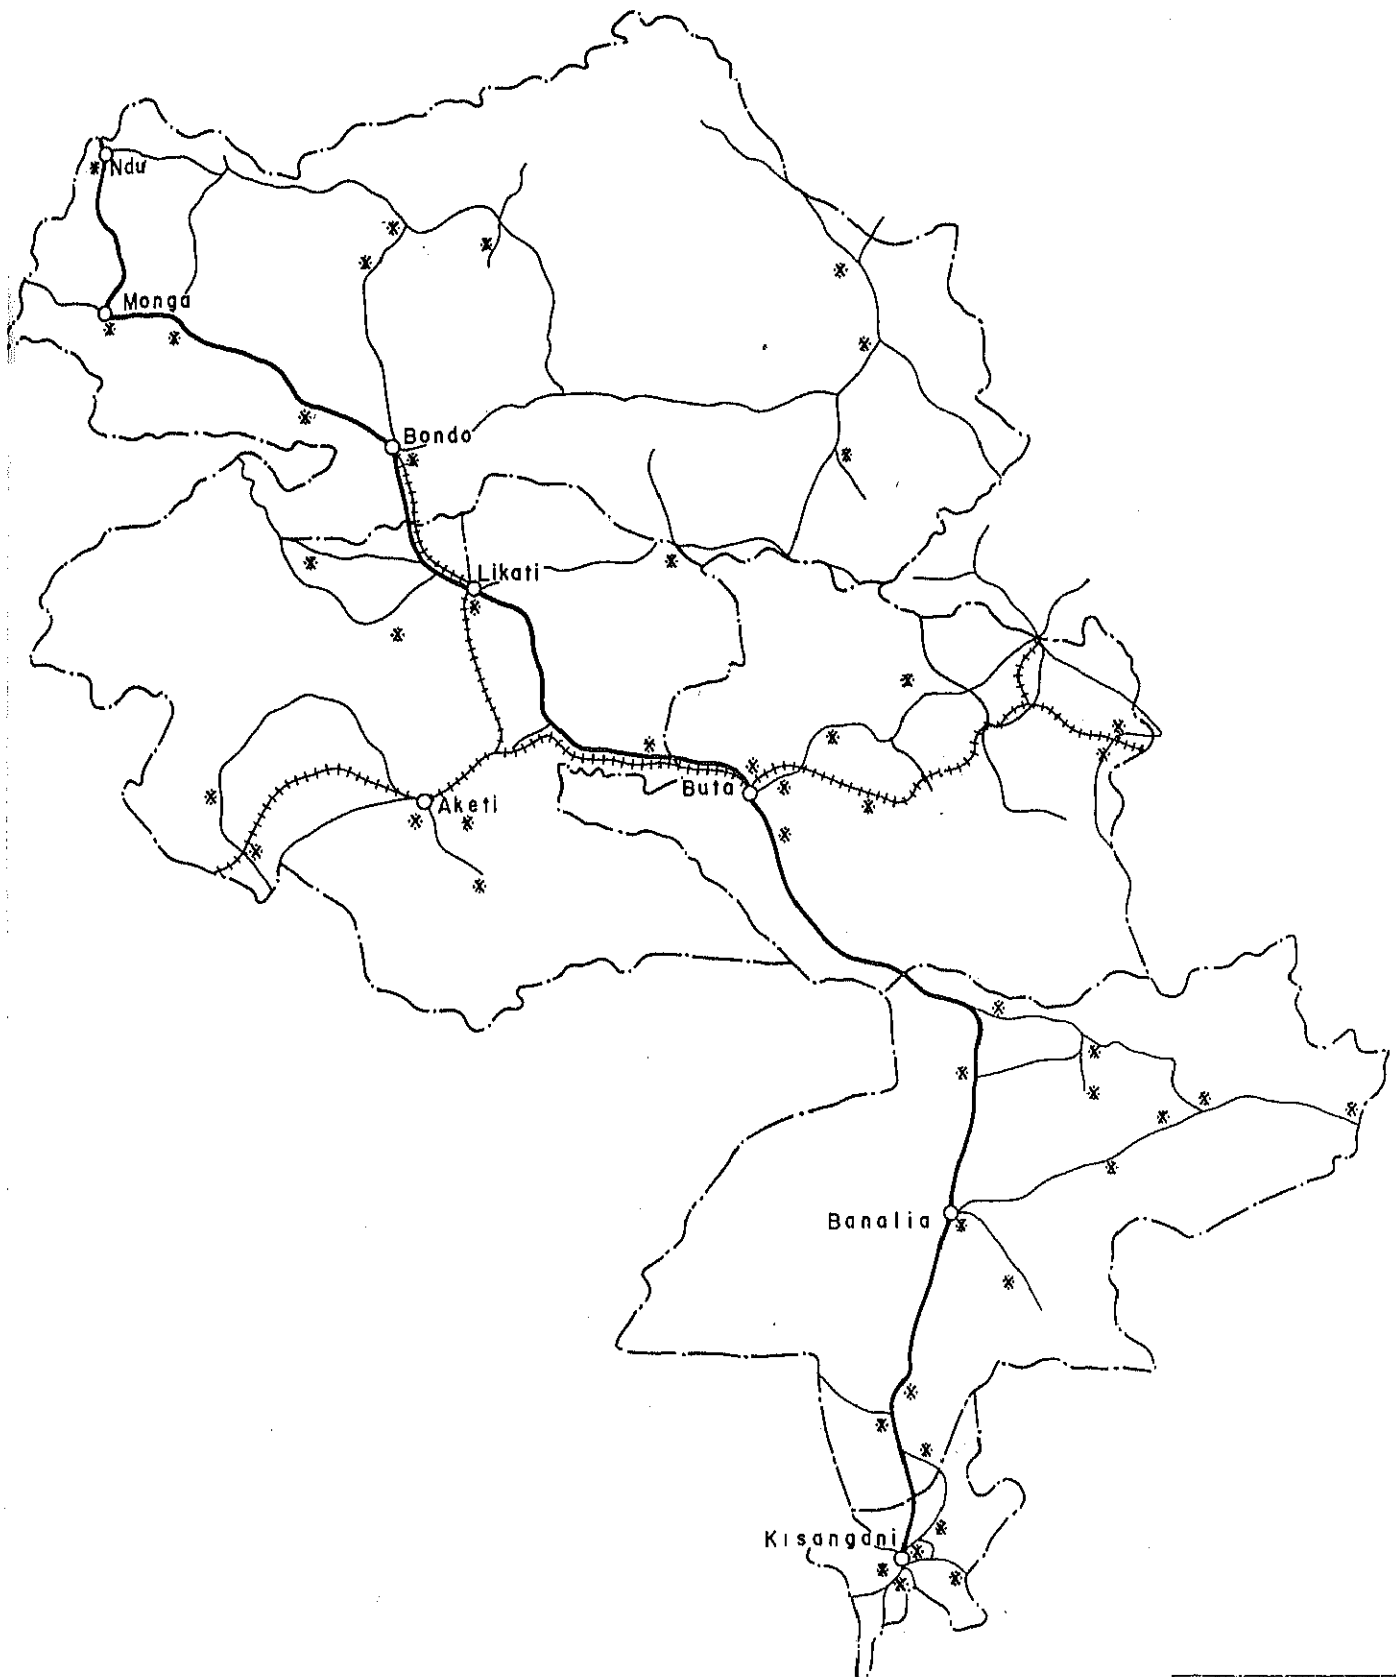 Ndu
Monga
Bondo
Likati
Buta
Aketi
Banalia
Kisangani